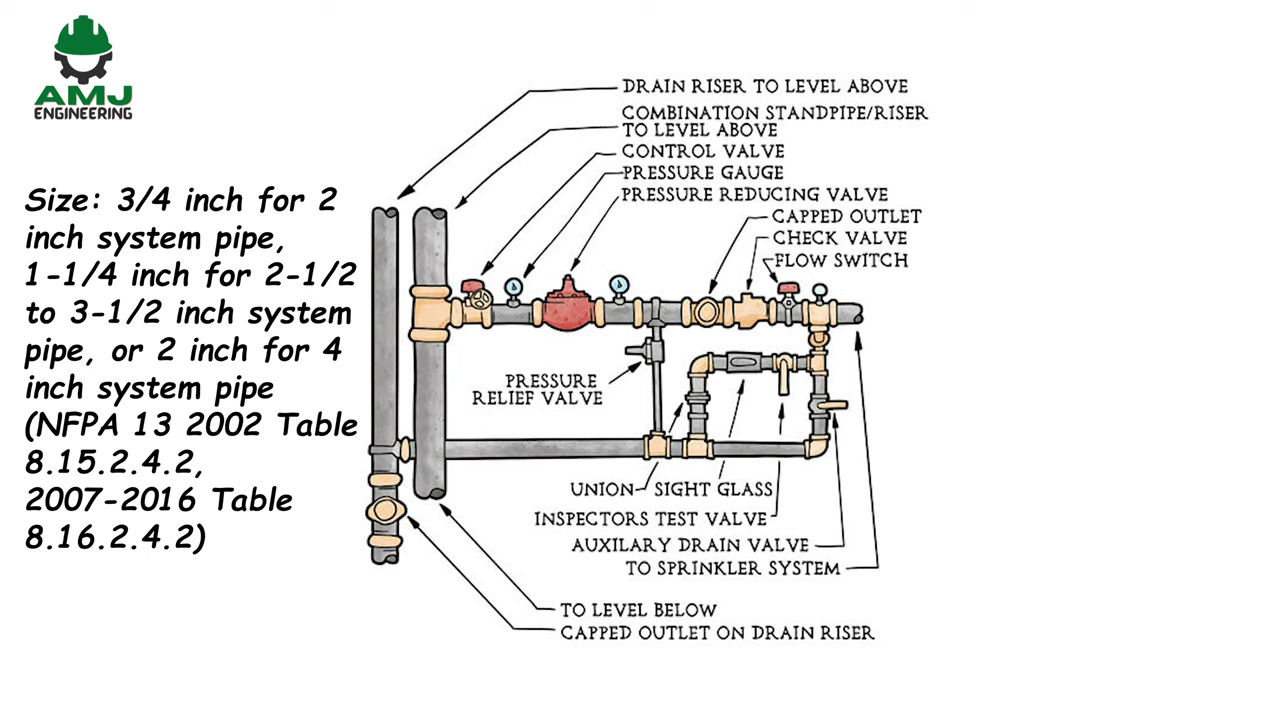 AMJ
ENGINEERING
Size: 3/4 inch for 2
inch system pipe,
1-1/4 inch for 2-1/2
to 3-1/2 inch system
pipe, or 2 inch for 4
inch system pipe
(NFPA 13 2002 Table
8.15.2.4.2,
2007-2016 Table
8.16.2.4.2)
DRAIN RISER TO LEVEL ABOVE
COMBINATION STANDPIPE/RISER
TO LEVEL ABOVE
CONTROL VALVE
PRESSURE GAUGE
PRESSURE REDUCING VALVE
CAPPED OUTLET
CHECK VALVE
FLOW SWITCH
PRESSURE
RELIEF VALVE
UNION
SIGHT GLASS
INSPECTORS TEST VALVE
AUXILARY DRAIN VALVE
TO SPRINKLER SYSTEM
TO LEVEL BELOW
CAPPED OUTLET ON DRAIN RISER